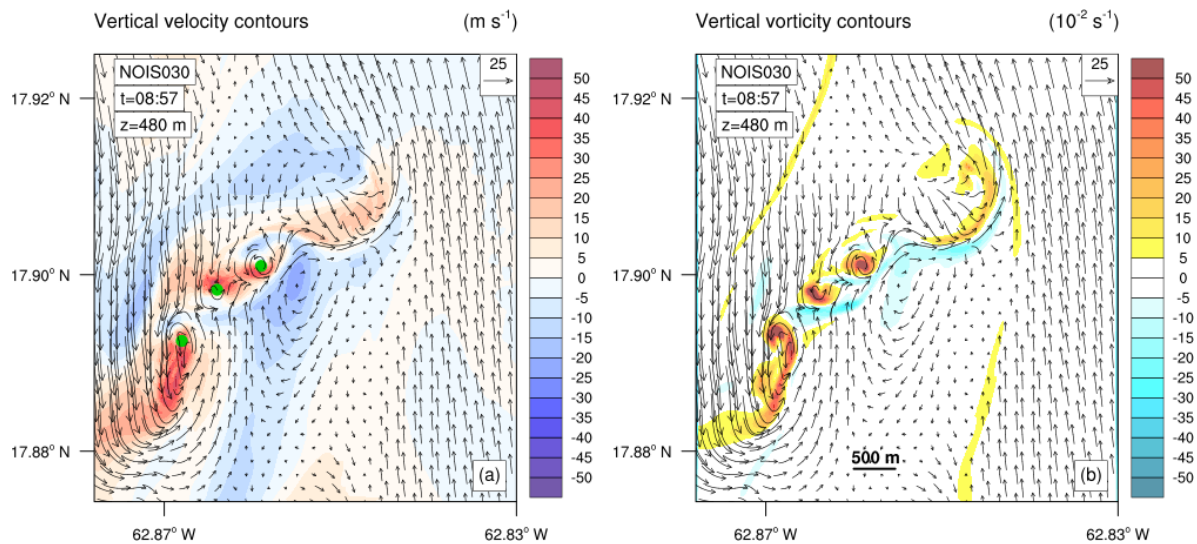 Vertical velocity contours (m s⁻¹)
NOIS030
t=08:57
z=480 m
25
17.92° N
17.90° N
17.88° N
62.87° W
62.83° W
(a)
50
45
40
35
30
25
20
15
10
5
0
-5
-10
-15
-20
-25
-30
-35
-40
-45
-50
Vertical vorticity contours (10⁻² s⁻¹)
NOIS030
t=08:57
z=480 m
25
17.92° N
17.90° N
17.88° N
500 m
62.87° W
62.83° W
(b)
50
45
40
35
30
25
20
15
10
5
0
-5
-10
-15
-20
-25
-30
-35
-40
-45
-50